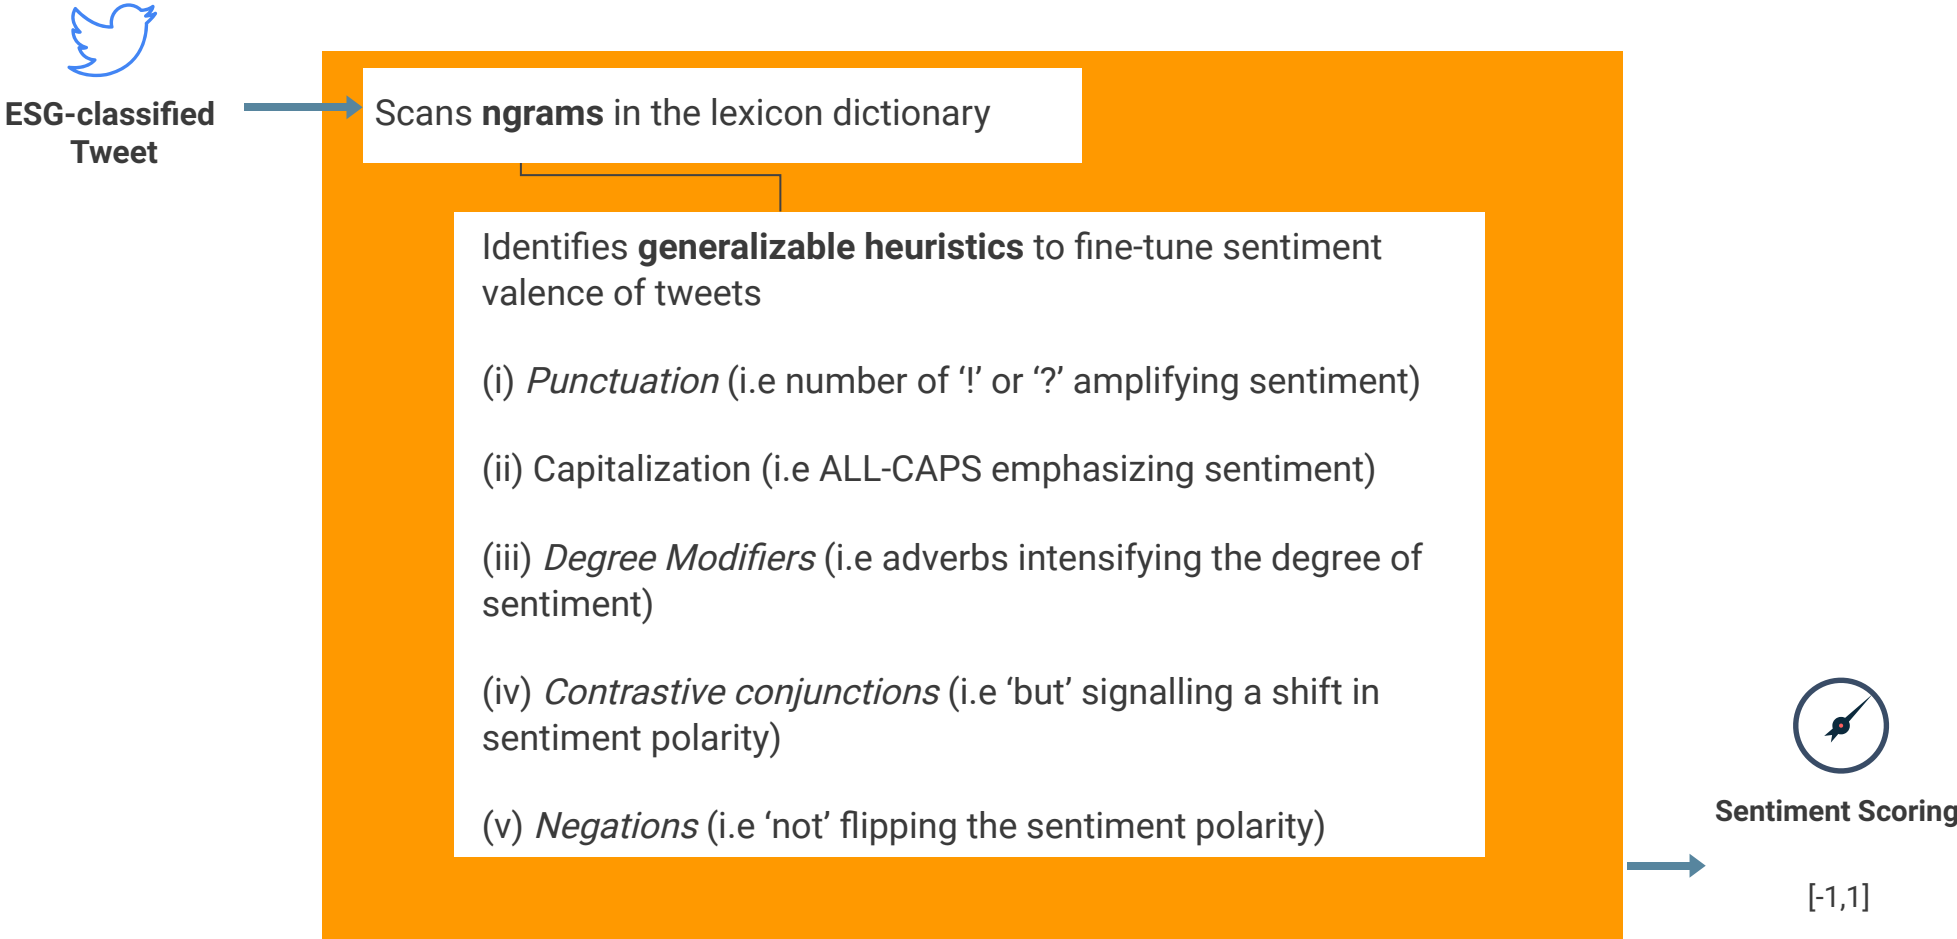 ESG-classified
Tweet
Scans ngrams in the lexicon dictionary
Identifies generalizable heuristics to fine-tune sentiment
valence of tweets
(i) Punctuation (i.e number of ‘!’ or ‘?’ amplifying sentiment)
(ii) Capitalization (i.e ALL-CAPS emphasizing sentiment)
(iii) Degree Modifiers (i.e adverbs intensifying the degree of
sentiment)
(iv) Contrastive conjunctions (i.e ‘but’ signalling a shift in
sentiment polarity)
(v) Negations (i.e ‘not’ flipping the sentiment polarity)
Sentiment Scoring
[-1,1]